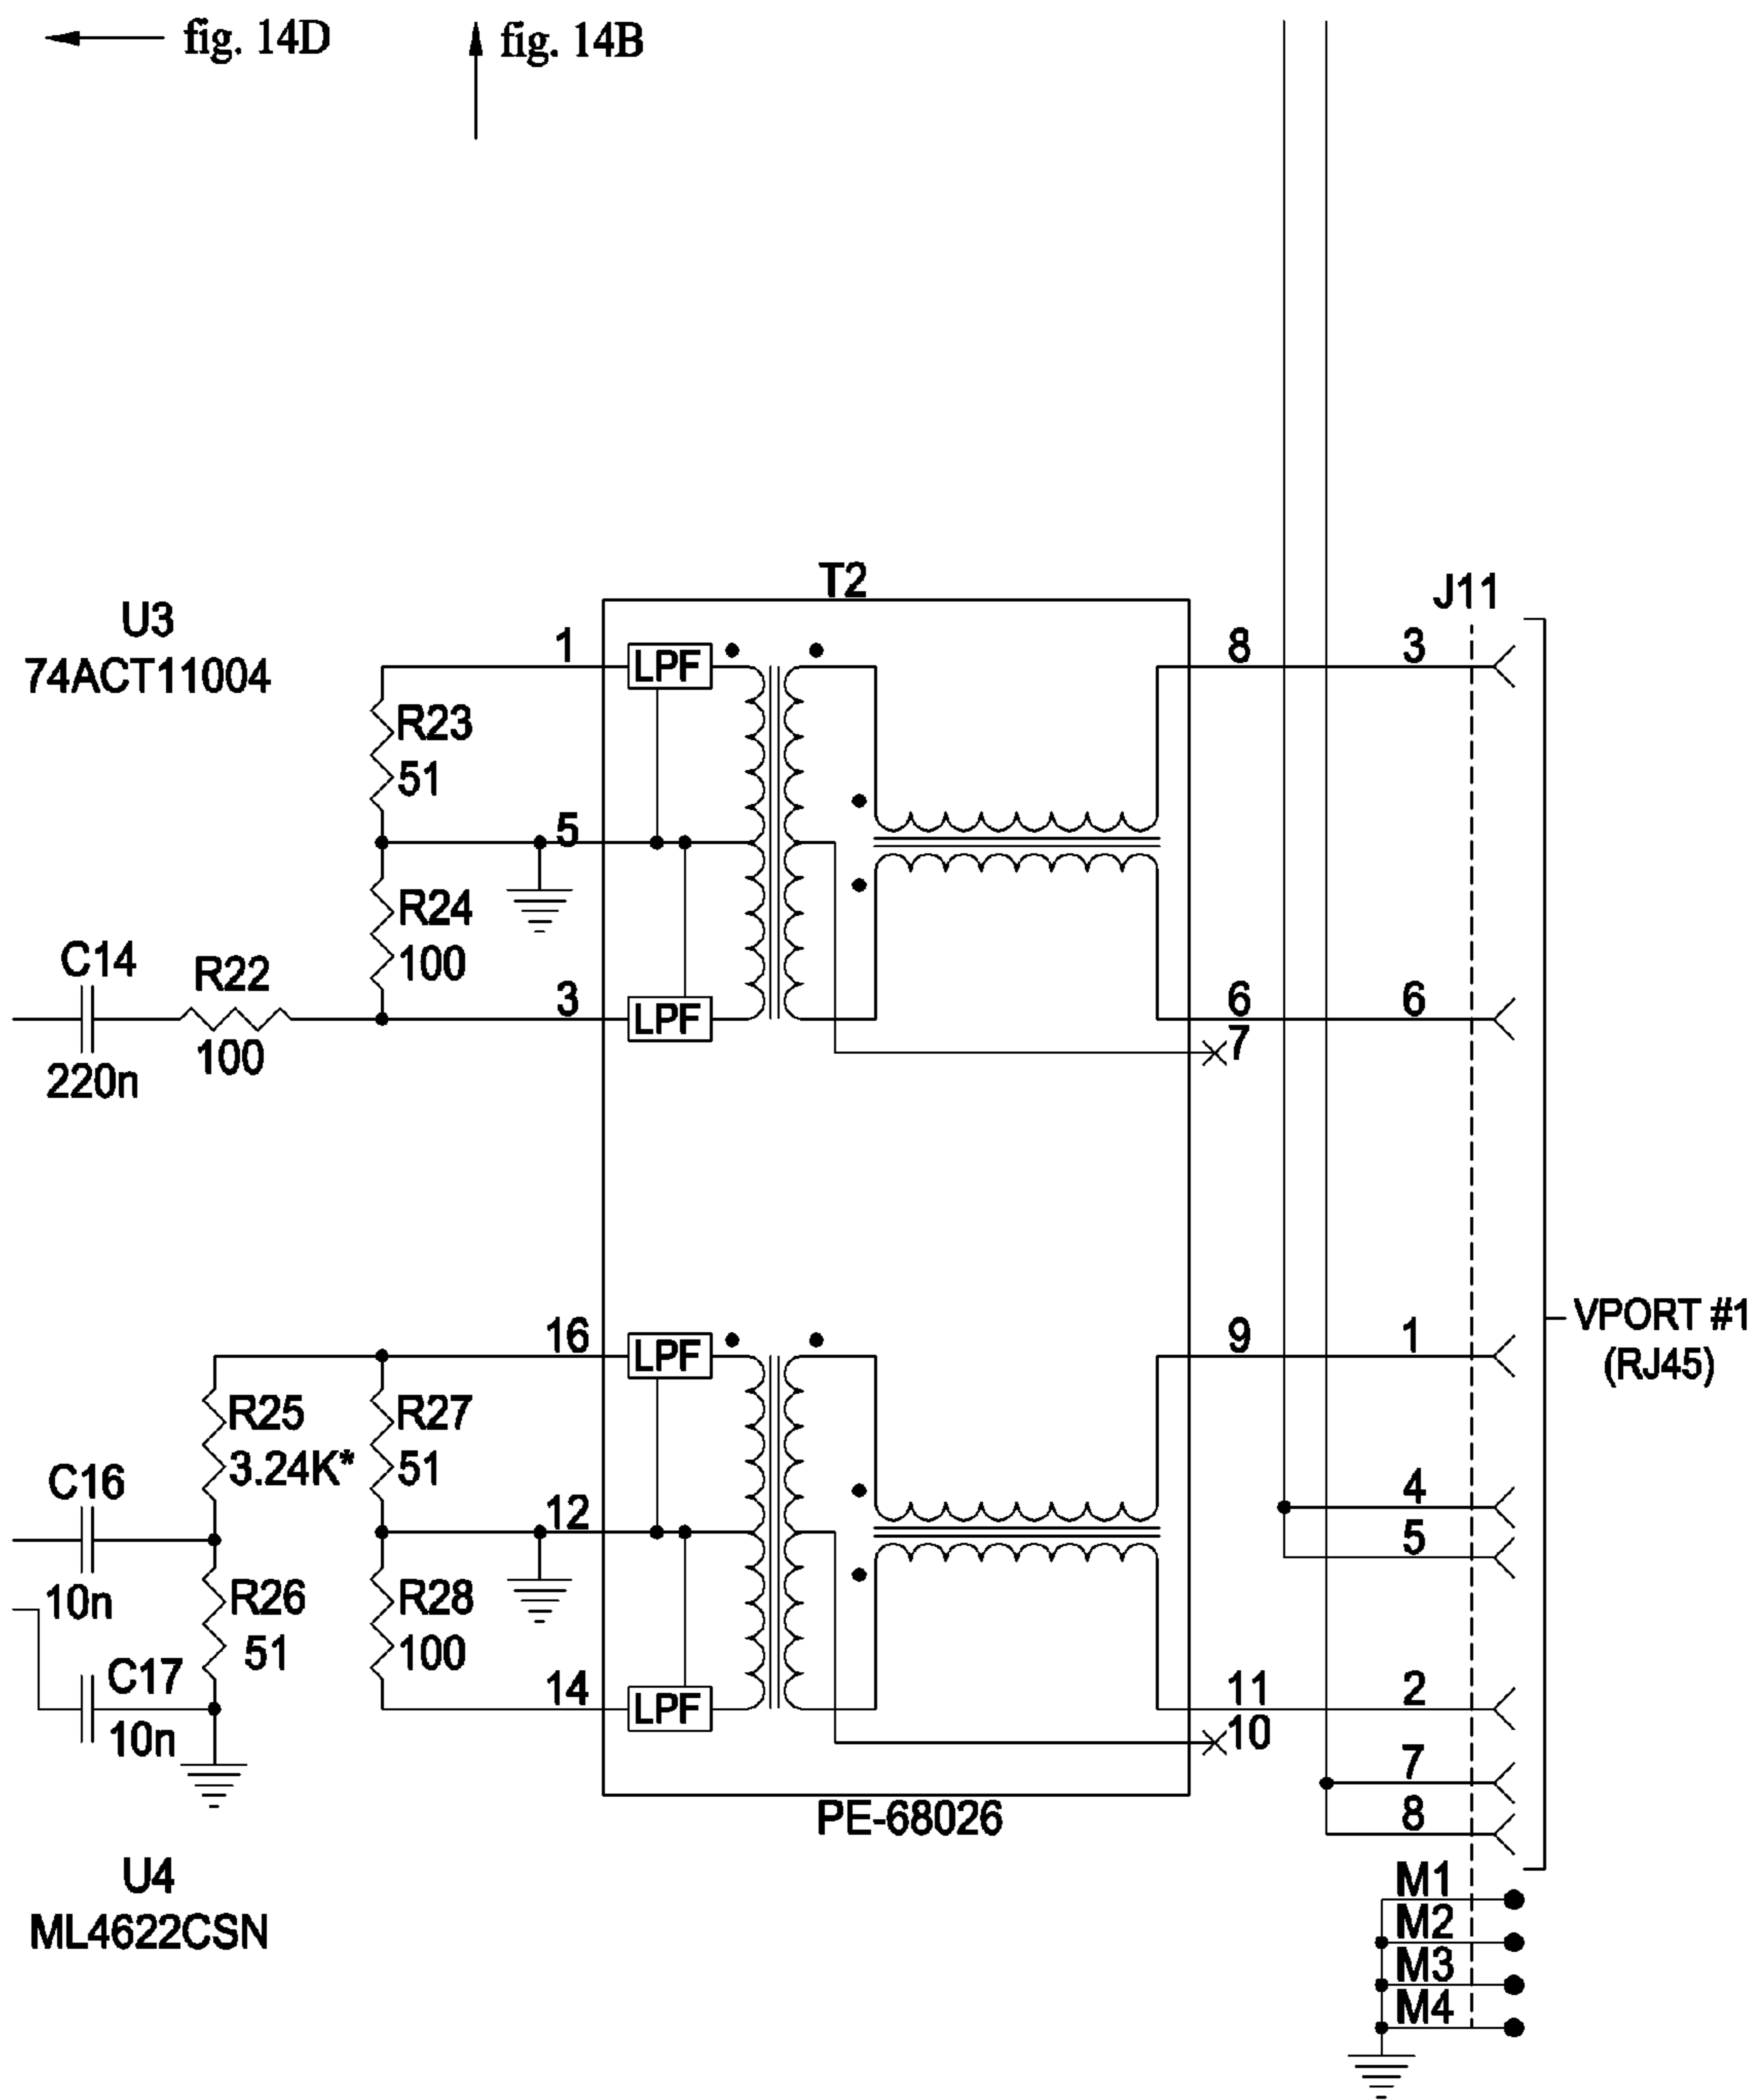 fig. 14D
fig. 14B
T2
J11
U3
74ACT11004
1
LPF
8
3
R23
51
5
R24
100
C14
220n
R22
100
3
LPF
6
6
7
VPORT #1
(RJ45)
16
LPF
9
1
R25
3.24K*
R27
51
C16
10n
12
4
5
R26
51
R28
100
C17
10n
14
LPF
11
2
10
7
8
PE-68026
U4
ML4622CSN
M1
M2
M3
M4